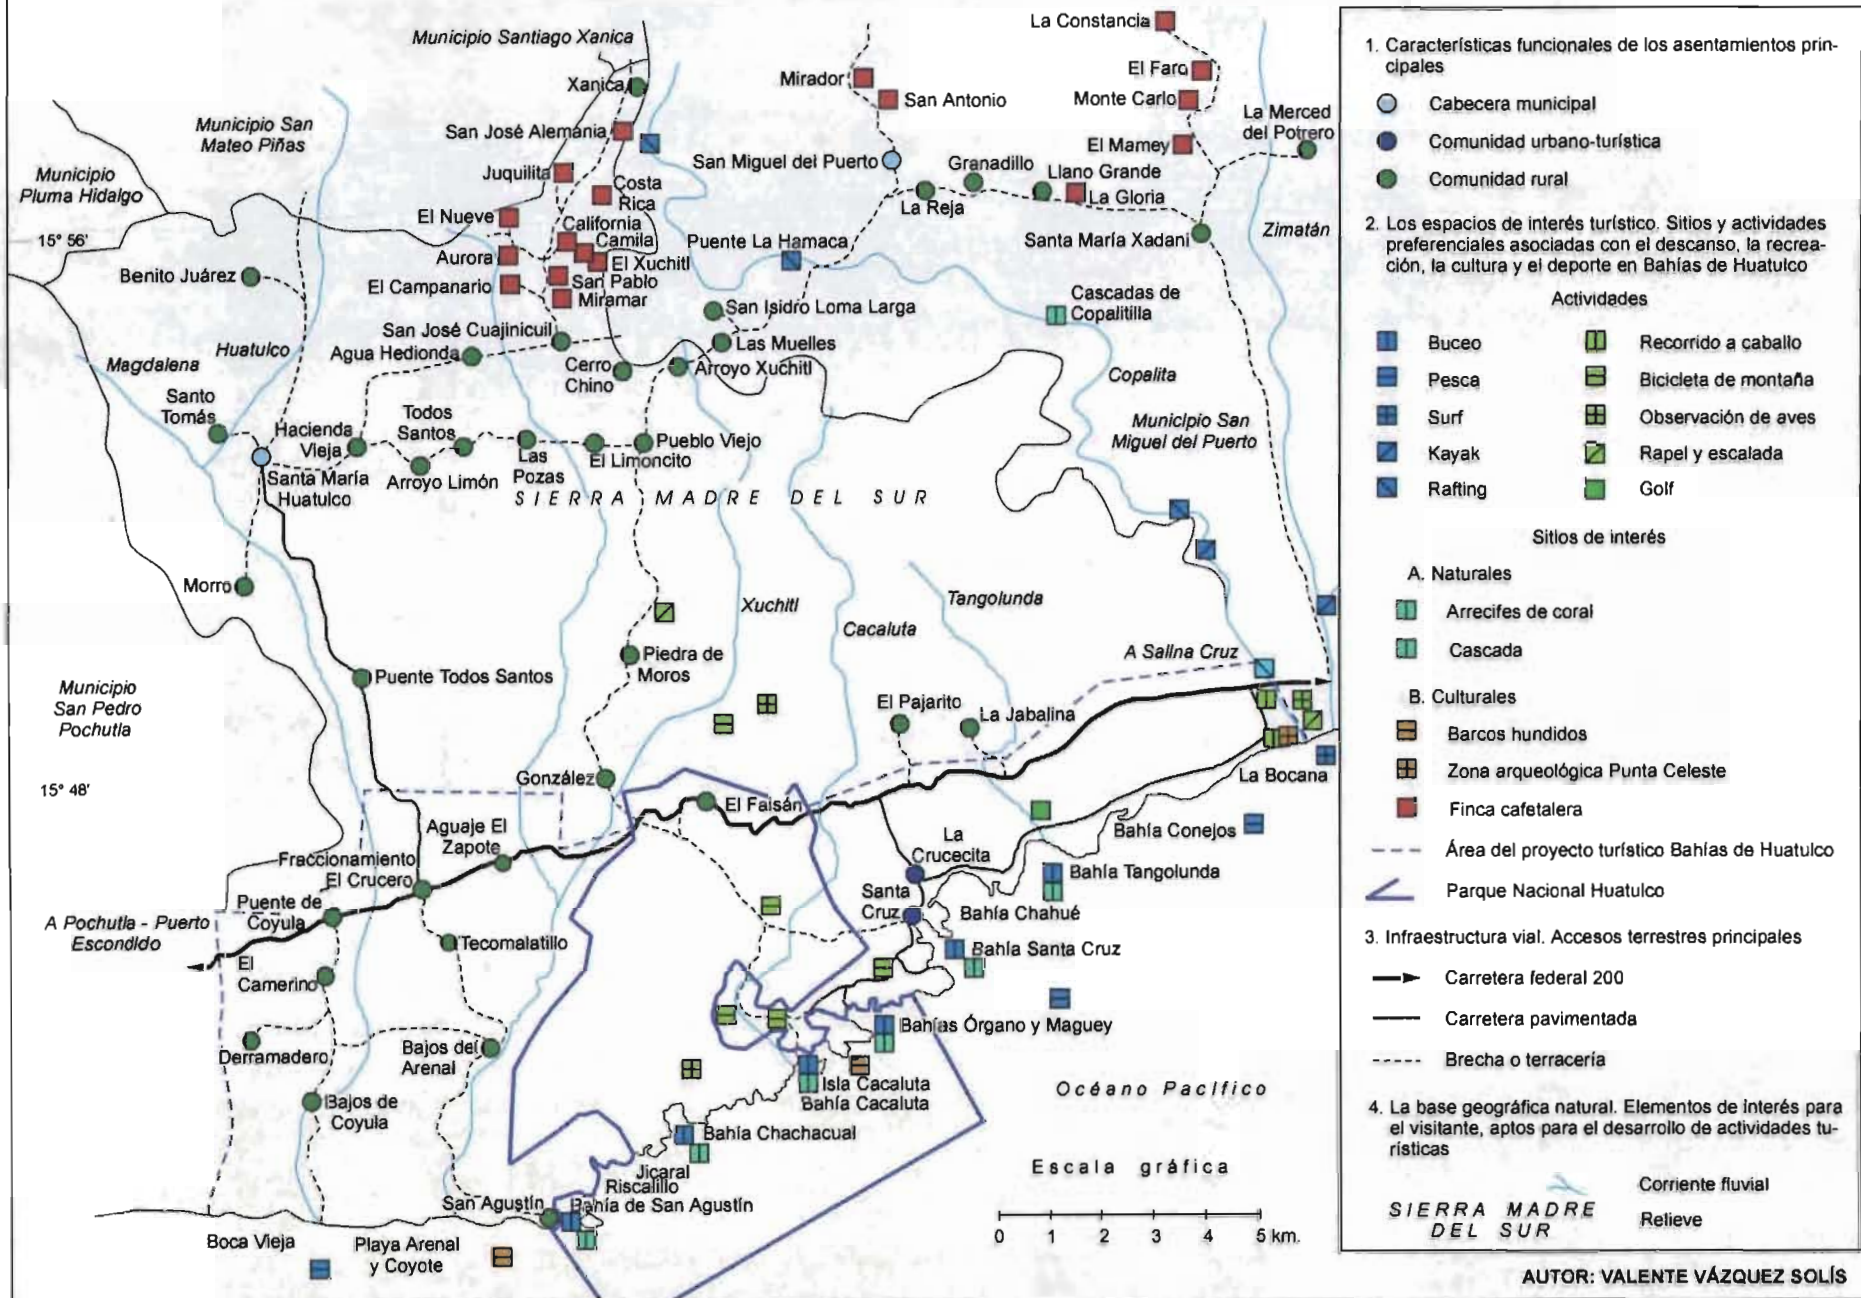 La Constancia
Municipio Santiago Xanica
El Faro
Mirador
Xanica
San Antonio
Monte Carlo
La Merced
del Potrero
Municipio San
Mateo Piñas
San José Alemania
El Mamey
San Miguel del Puerto
Granadillo
Llano Grande
Juquilita
Municipio
Pluma Hidalgo
Costa
Rica
La Gloria
La Reja
El Nueve
California
Zimatán
15° 56'
Camila
Puente La Hamaca
Santa María Xadani
Aurora
El Xuchitl
Benito Juárez
San Pablo
El Campanario
Miramar
Cascadas de
Copalitilla
San Isidro Loma Larga
San José Cuajinicuil
Huatulco
Agua Hedionda
Las Muelles
Magdalena
Cerro
Chino
Arroyo Xuchitl
Copalita
Santo
Tomás
Todos
Santos
Hacienda
Vieja
Municipio San
Miguel del Puerto
Pueblo Viejo
Las
Pozas
El Limoncito
Santa María
Huatulco
Arroyo Limón
SIERRA MADRE DEL SUR
Morro
Xuchitl
Tangolunda
Cacaluta
A Salina Cruz
Piedra de
Moros
Puente Todos Santos
Municipio
San Pedro
Pochutla
El Pajarito
La Jabalina
González
La Bocana
15° 48'
El Faisán
Aguaje El
Zapote
Bahía Conejos
La
Crucecita
Fraccionamiento
El Crucero
Bahía Tangolunda
Puente de
Coyula
Santa
Cruz
Bahía Chahué
A Pochutla - Puerto
Escondido
Tecomalatillo
Bahía Santa Cruz
El
Camerino
Bahías Órgano y Maguey
Derramadero
Bajos del
Arenal
Isla Cacaluta
Bahía Cacaluta
Océano Pacífico
Bajos de
Coyula
Bahía Chachacual
Jicaral
Riscalillo
Escala gráfica
San Agustín
Bahía de San Agustín
Boca Vieja
Playa Arenal
y Coyote
0 1 2 3 4 5 km.
1. Características funcionales de los asentamientos prin-
cipales
Cabecera municipal
Comunidad urbano-turística
Comunidad rural
2. Los espacios de interés turístico. Sitios y actividades
preferenciales asociadas con el descanso, la recrea-
ción, la cultura y el deporte en Bahías de Huatulco
Actividades
Buceo
Recorrido a caballo
Pesca
Bicicleta de montaña
Surf
Observación de aves
Kayak
Rapel y escalada
Rafting
Golf
Sitios de interés
A. Naturales
Arrecifes de coral
Cascada
B. Culturales
Barcos hundidos
Zona arqueológica Punta Celeste
Finca cafetalera
Área del proyecto turístico Bahías de Huatulco
Parque Nacional Huatulco
3. Infraestructura vial. Accesos terrestres principales
Carretera federal 200
Carretera pavimentada
Brecha o terracería
4. La base geográfica natural. Elementos de interés para
el visitante, aptos para el desarrollo de actividades tu-
rísticas
Corriente fluvial
SIERRA MADRE
DEL SUR
Relieve
AUTOR: VALENTE VÁZQUEZ SOLÍS